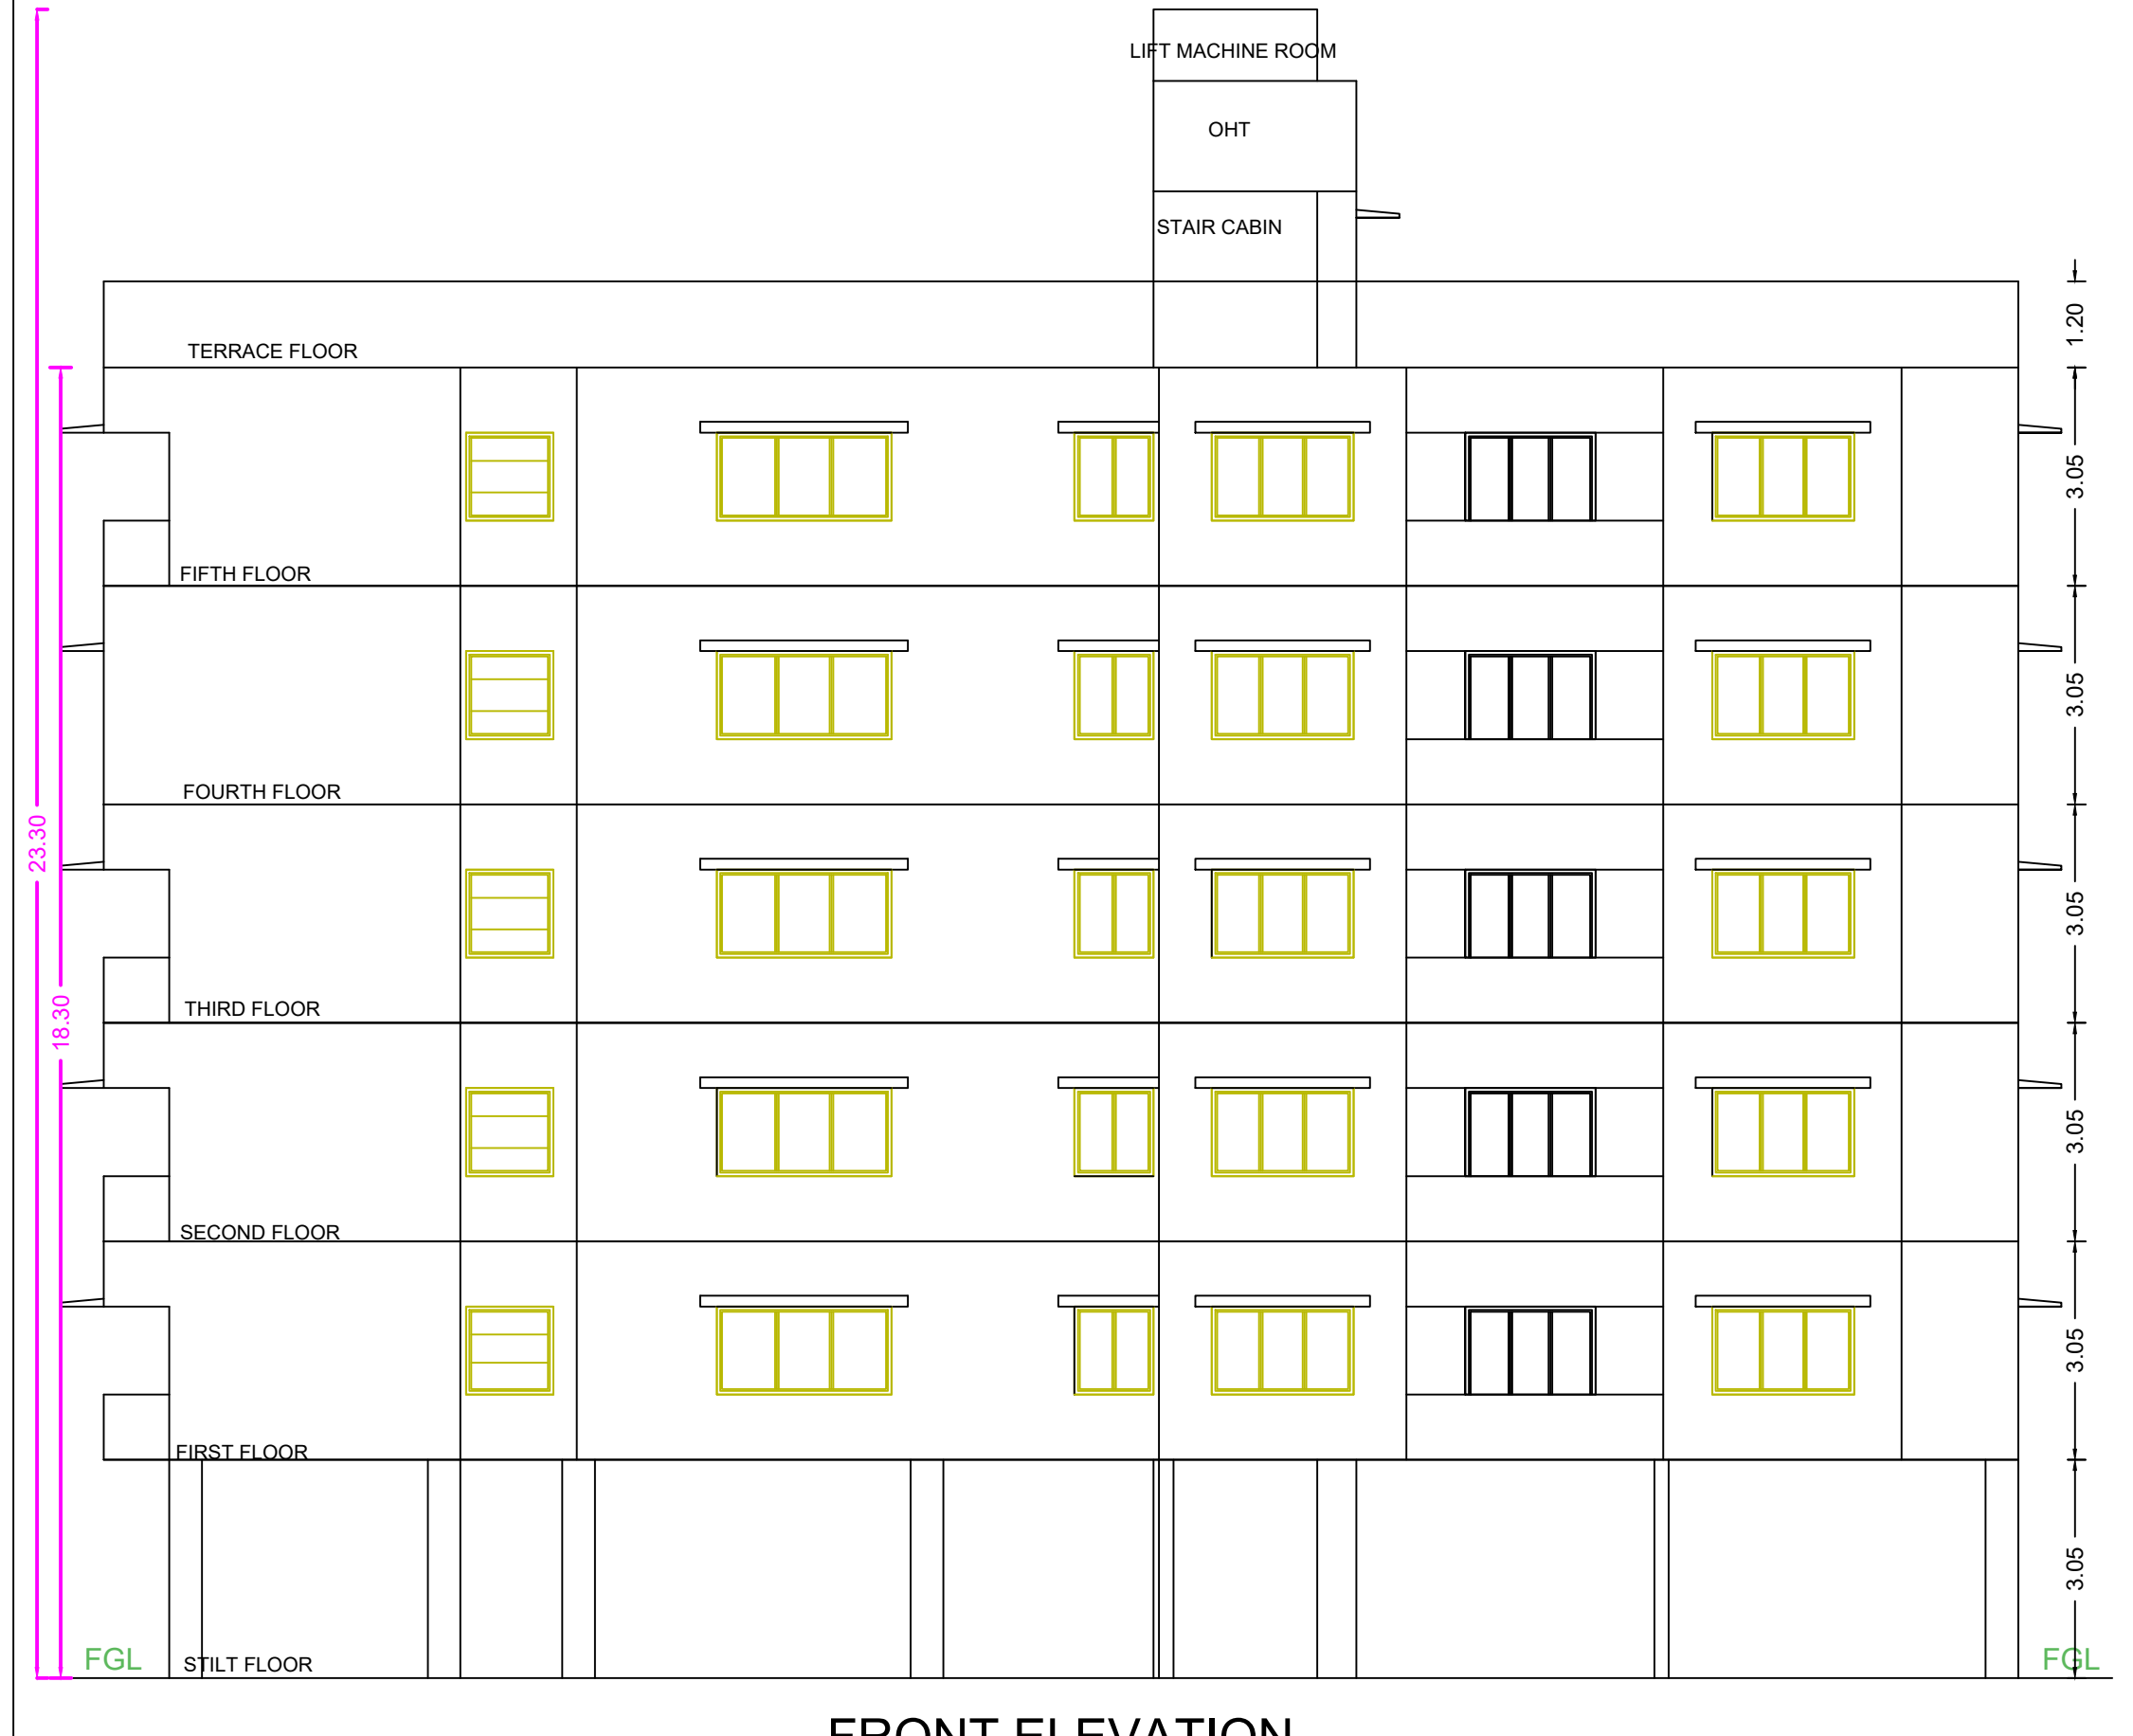 LIFT MACHINE ROOM
OHT
STAIR CABIN
1.20
TERRACE FLOOR
3.05
FIFTH FLOOR
3.05
FOURTH FLOOR
23.30
3.05
THIRD FLOOR
18.30
3.05
SECOND FLOOR
3.05
FIRST FLOOR
3.05
FGL
STILT FLOOR
FGL
FRONT ELEVATION